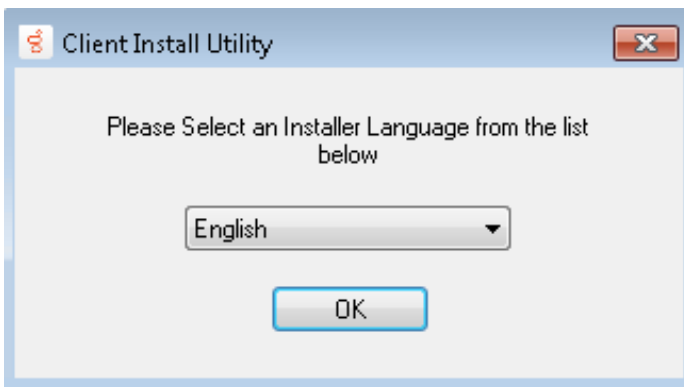 Client Install Utility
Please Select an Installer Language from the list
below
English
OK